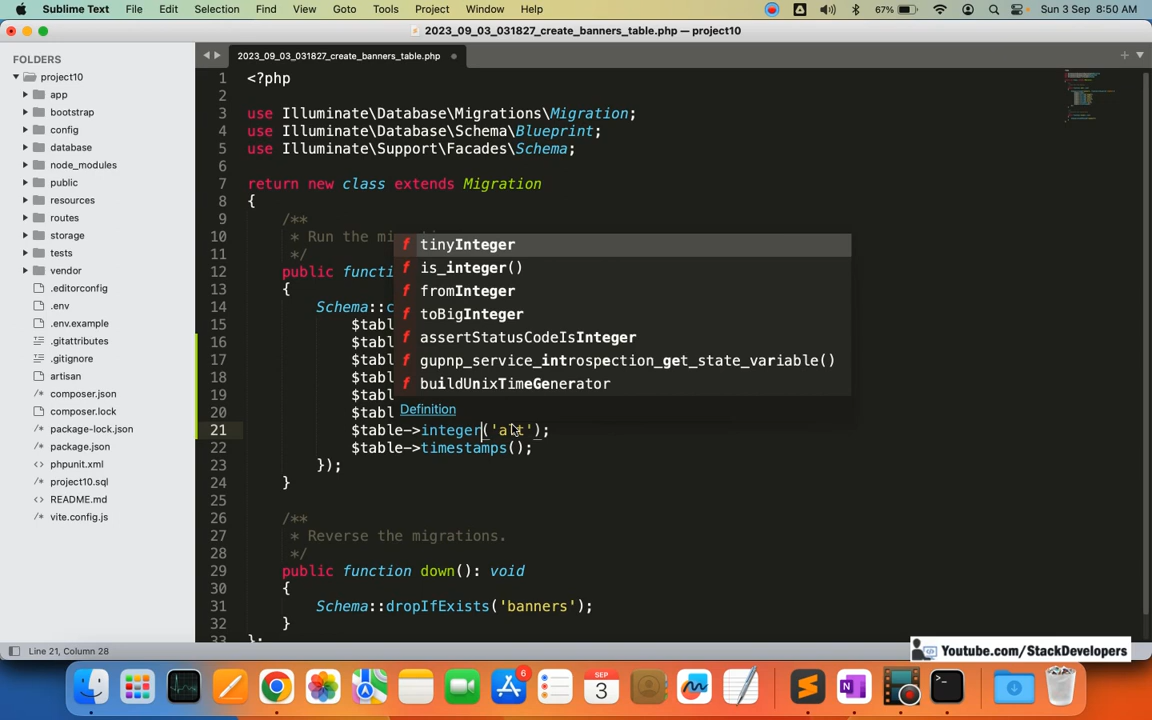 Sublime Text File Edit Selection Find View Goto Tools Project Window Help 67% Sun 3 Sep 8:50 AM
2023_09_03_031827_create_banners_table.php — project10
FOLDERS
project10
app
bootstrap
config
database
node_modules
public
resources
routes
storage
tests
vendor
.editorconfig
.env
.env.example
.gitattributes
.gitignore
artisan
composer.json
composer.lock
package-lock.json
package.json
phpunit.xml
project10.sql
README.md
vite.config.js
2023_09_03_031827_create_banners_table.php
1 <?php
2
3 use Illuminate\Database\Migrations\Migration;
4 use Illuminate\Database\Schema\Blueprint;
5 use Illuminate\Support\Facades\Schema;
6
7 return new class extends Migration
8 {
9 /**
10 * Run the mi
11 */
12 public functi
13 {
14 Schema::c
15 $tabl
16 $tabl
17 $tabl
18 $tabl
19 $tabl
20 $tabl
21 $table->integer('alt');
22 $table->timestamps();
23 });
24 }
25
26 /**
27 * Reverse the migrations.
28 */
29 public function down(): void
30 {
31 Schema::dropIfExists('banners');
32 }
33 };
f tinyInteger
f is_integer()
f fromInteger
f toBigInteger
f assertStatusCodeIsInteger
f gupnp_service_introspection_get_state_variable()
f buildUnixTimeGenerator
Definition
Line 21, Column 28
Youtube.com/StackDevelopers
6
SEP
3